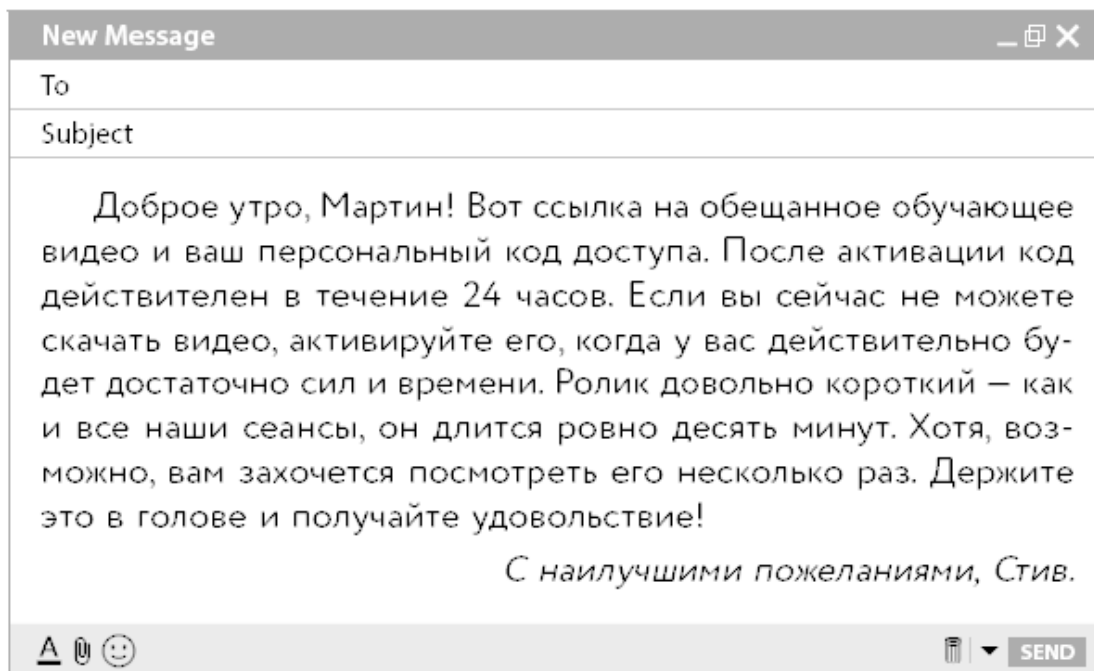 New Message
To
Subject
Доброе утро, Мартин! Вот ссылка на обещанное обучающее
видео и ваш персональный код доступа. После активации код
действителен в течение 24 часов. Если вы сейчас не можете
скачать видео, активируйте его, когда у вас действительно бу-
дет достаточно сил и времени. Ролик довольно короткий — как
и все наши сеансы, он длится ровно десять минут. Хотя, воз-
можно, вам захочется посмотреть его несколько раз. Держите
это в голове и получайте удовольствие!
С наилучшими пожеланиями, Стив.
A
SEND